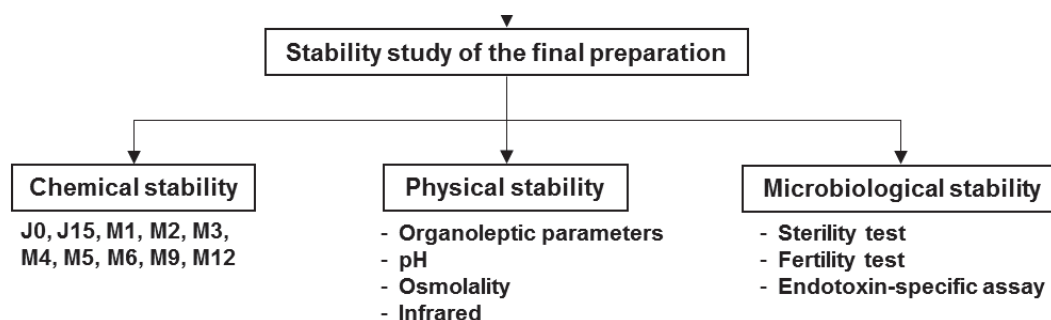 Stability study of the final preparation
Chemical stability
J0, J15, M1, M2, M3,
M4, M5, M6, M9, M12
Physical stability
- Organoleptic parameters
- pH
- Osmolality
- Infrared
Microbiological stability
- Sterility test
- Fertility test
- Endotoxin-specific assay